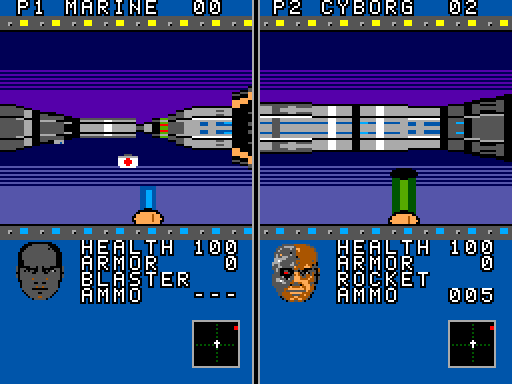 P1 MARINE 00
P2 CYBORG 02
HEALTH 100
ARMOR 0
BLASTER
AMMO ---
HEALTH 100
ARMOR 0
ROCKET
AMMO 005